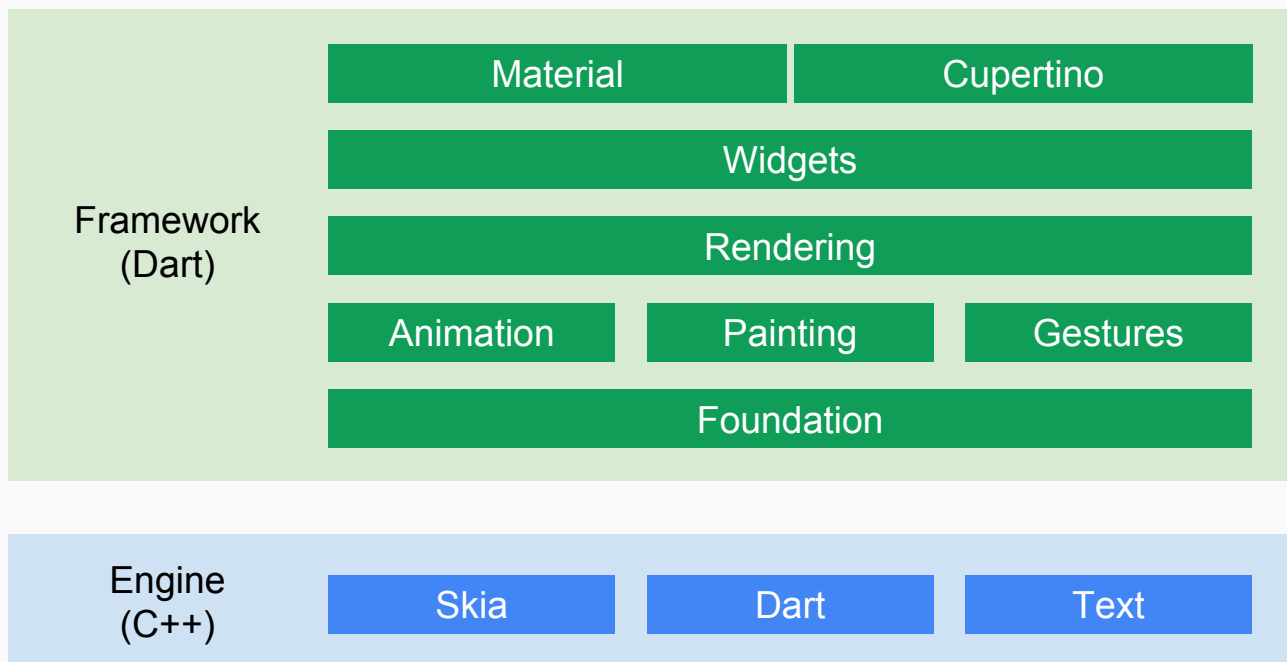 Material
Cupertino
Widgets
Framework
(Dart)
Rendering
Animation
Painting
Gestures
Foundation
Engine
(C++)
Skia
Dart
Text